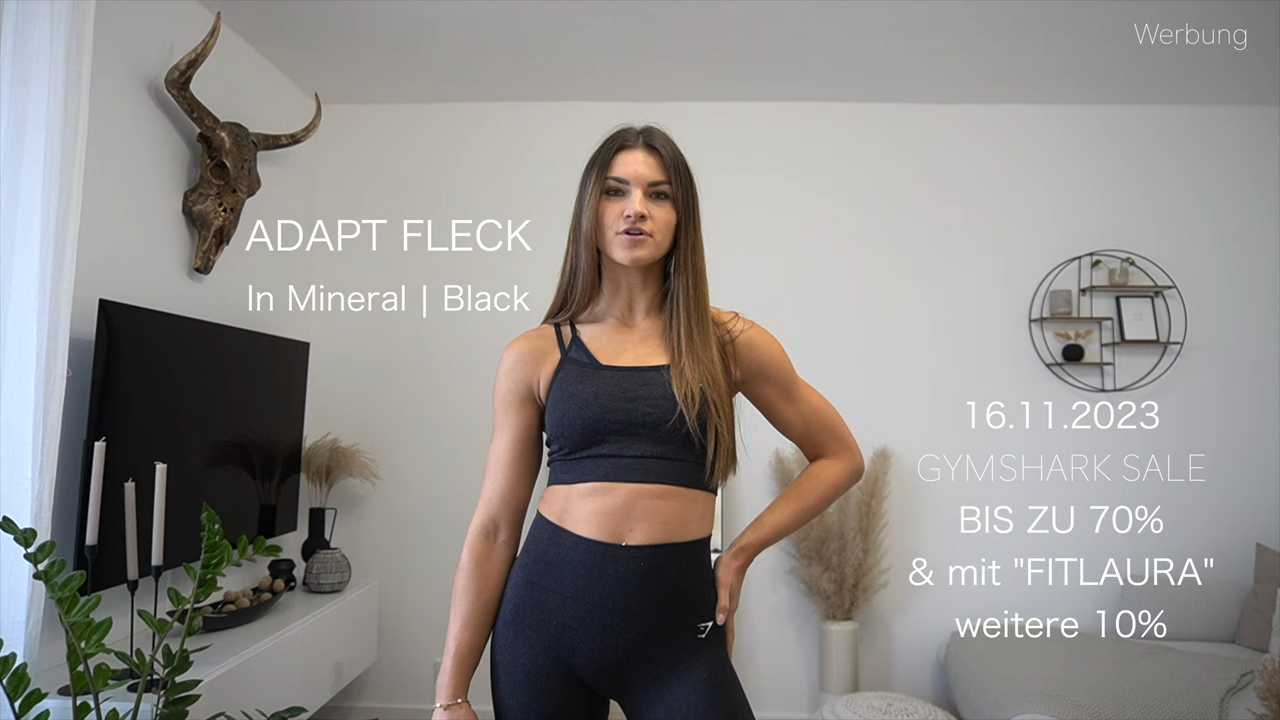 Werbung
ADAPT FLECK
In Mineral | Black
16.11.2023
GYMSHARK SALE
BIS ZU 70%
& mit "FITLAURA"
weitere 10%